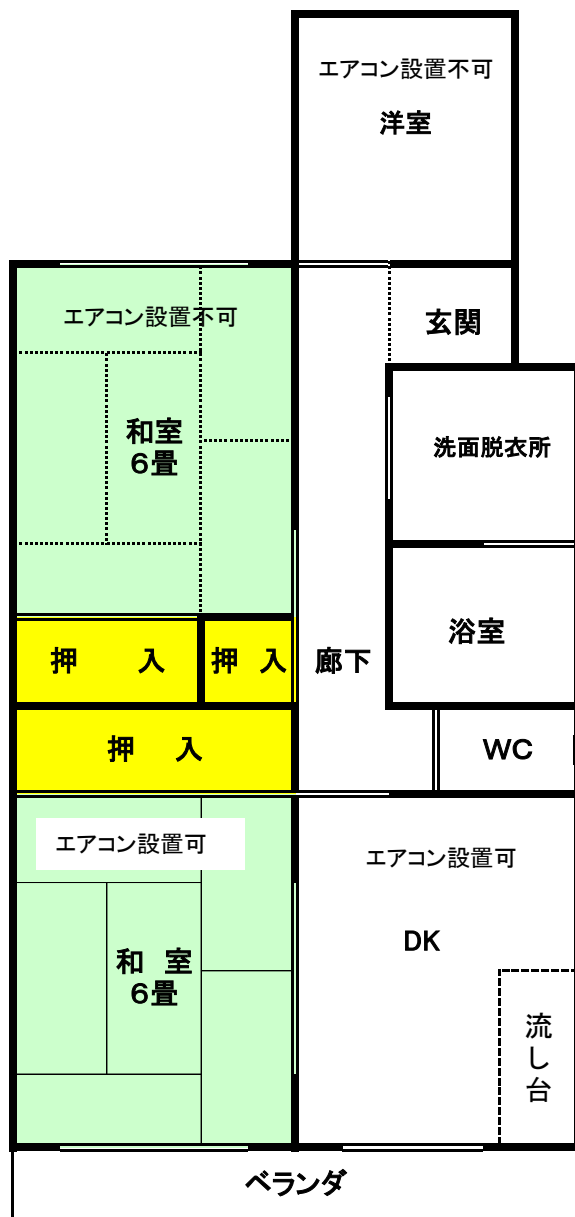 エアコン設置不可
洋室
エアコン設置不可
玄関
和室
６畳
洗面脱衣所
浴室
押 入
押 入
廊下
押 入
WC
エアコン設置可
エアコン設置可
DK
和 室
６畳
流し台
ベランダ